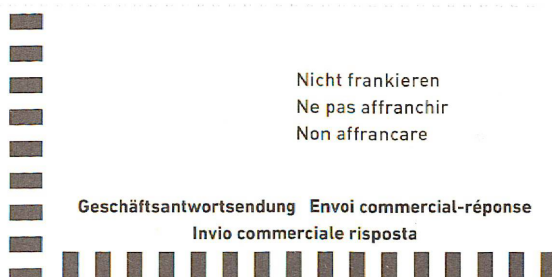 Nicht frankieren
Ne pas affranchir
Non affrancare
Geschäftsantwortsendung Envoi commercial-réponse
Invio commerciale risposta